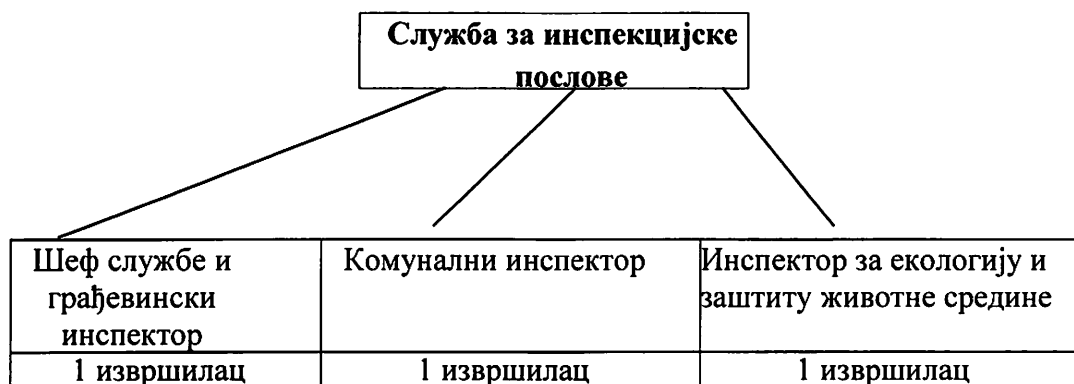 Служба за инспекцијске
послове
Шеф службе и
грађевински
инспектор
Комунални инспектор
Инспектор за екологију и
заштиту животне средине
1 извршилац
1 извршилац
1 извршилац